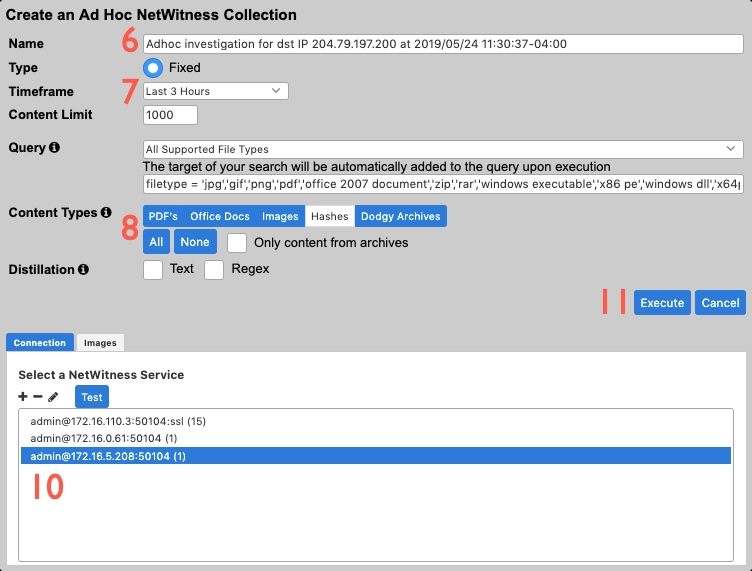 Create an Ad Hoc NetWitness Collection
Name 6 Adhoc investigation for dst IP 204.79.197.200 at 2019/05/24 11:30:37-04:00
Type Fixed
Timeframe 7 Last 3 Hours
Content Limit 1000
Query All Supported File Types
The target of your search will be automatically added to the query upon execution
filetype = 'jpg','gif','png','pdf','office 2007 document','zip','rar','windows executable','x86 pe','windows dll','x64
Content Types 8 PDF's Office Docs Images Hashes Dodgy Archives
All None Only content from archives
Distillation Text Regex
11 Execute Cancel
Connection Images
Select a NetWitness Service
Test
admin@172.16.110.3:50104:ssl (15)
admin@172.16.0.61:50104 (1)
admin@172.16.5.208:50104 (1)
10